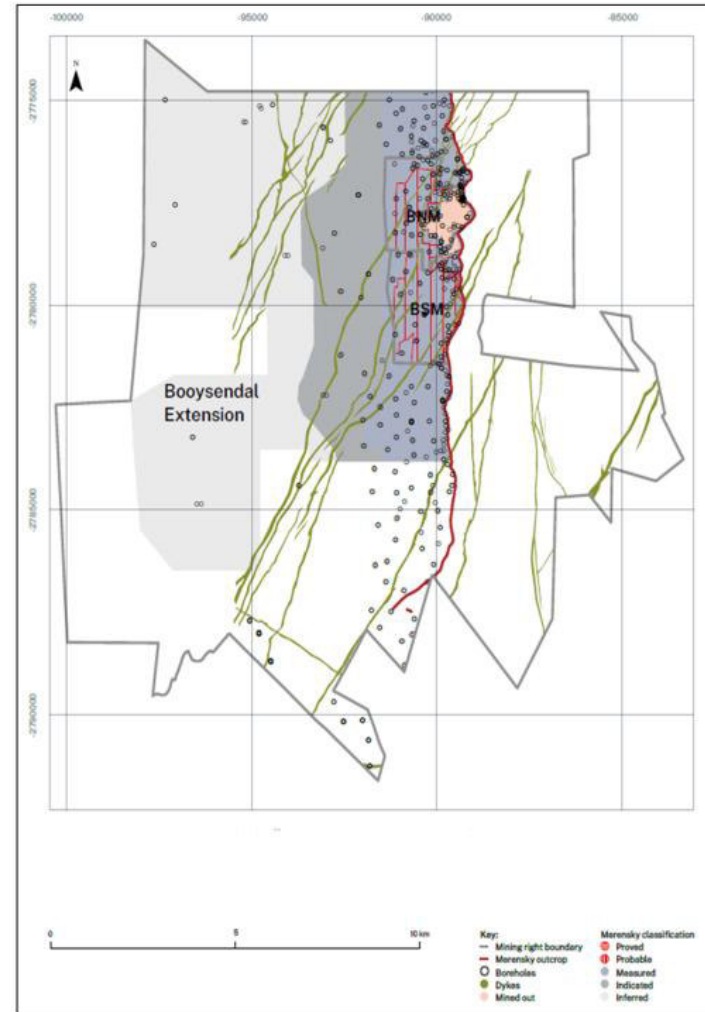 -100000 -95000 -90000 -85000
-2775000
N
BNM
-2780000
BSM
Booysendal
Extension
-2785000
-2790000
0 5 10 km
Key:
Mining right boundary
Merensky outcrop
Boreholes
Dykes
Mined out
Merensky classification
Proved
Probable
Measured
Indicated
Inferred